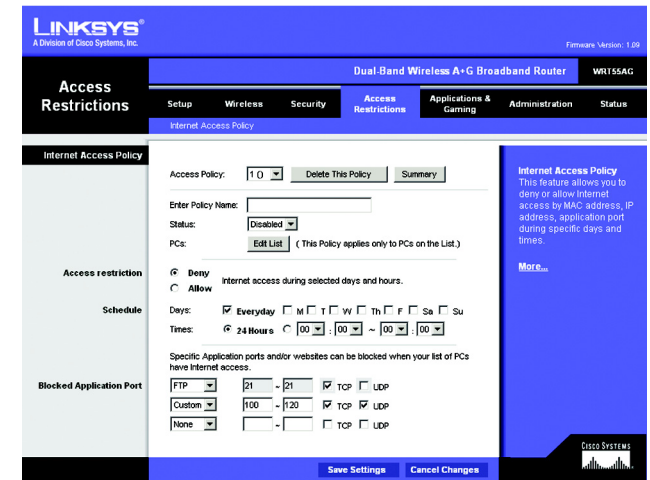 LINKSYS®
A Division of Cisco Systems, Inc.
Firmware Version: 1.09
Dual-Band Wireless A+G Broadband Router WRT55AG
Access Restrictions
Setup Wireless Security Access Restrictions Applications & Gaming Administration Status
Internet Access Policy
Internet Access Policy
Access Policy: 10 Delete This Policy Summary
Enter Policy Name:
Status: Disabled
PCs: Edit List ( This Policy applies only to PCs on the List.)
Access restriction
Deny
Allow
Internet access during selected days and hours.
Schedule
Days: Everyday M T W Th F Sa Su
Times: 24 Hours 00 : 00 ~ 00 : 00
Specific Application ports and/or websites can be blocked when your list of PCs
have Internet access.
Blocked Application Port
FTP 21 ~ 21 TCP UDP
Custom 100 ~ 120 TCP UDP
None ~ TCP UDP
Internet Access Policy
This feature allows you to
deny or allow Internet
access by MAC address, IP
address, application port
during specific days and
times.
More...
CISCO SYSTEMS
Save Settings Cancel Changes